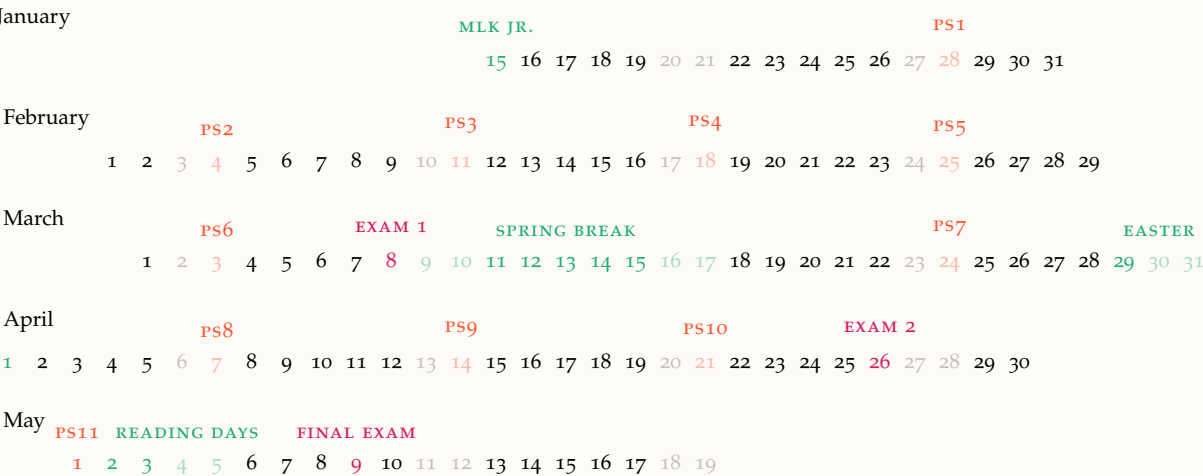 January
MLK JR. PS1
15 16 17 18 19 20 21 22 23 24 25 26 27 28 29 30 31
February
PS2 PS3 PS4 PS5
1 2 3 4 5 6 7 8 9 10 11 12 13 14 15 16 17 18 19 20 21 22 23 24 25 26 27 28 29
March
PS6 EXAM 1 SPRING BREAK PS7 EASTER
1 2 3 4 5 6 7 8 9 10 11 12 13 14 15 16 17 18 19 20 21 22 23 24 25 26 27 28 29 30 31
April
PS8 PS9 PS10 EXAM 2
1 2 3 4 5 6 7 8 9 10 11 12 13 14 15 16 17 18 19 20 21 22 23 24 25 26 27 28 29 30
May
PS11 READING DAYS FINAL EXAM
1 2 3 4 5 6 7 8 9 10 11 12 13 14 15 16 17 18 19